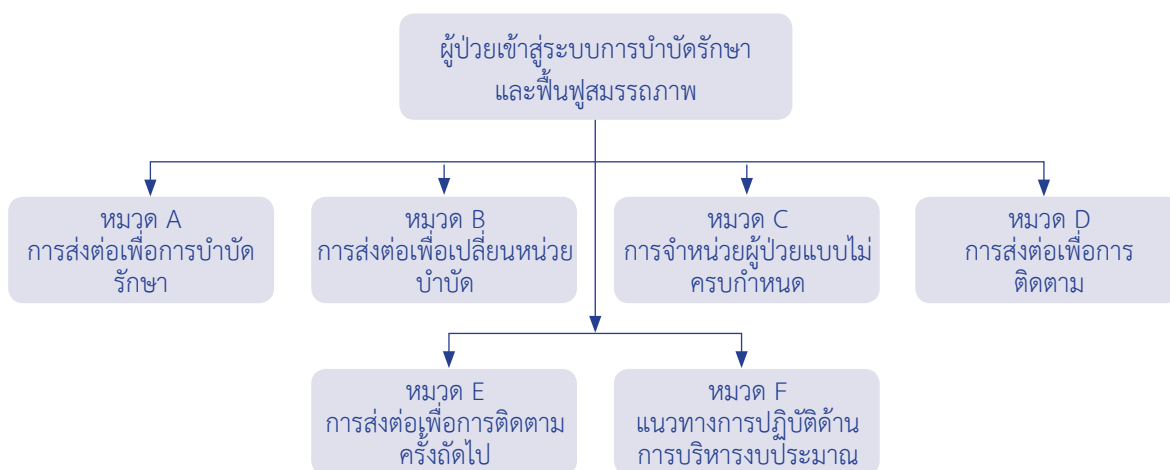 ผู้ป่วยเข้าสู่ระบบการบำบัดรักษา
และฟื้นฟูสมรรถภาพ
หมวด A
การส่งต่อเพื่อการบำบัด
รักษา
หมวด B
การส่งต่อเพื่อเปลี่ยนหน่วย
บำบัด
หมวด C
การจำหน่วยผู้ป่วยแบบไม่
ครบกำหนด
หมวด D
การส่งต่อเพื่อการ
ติดตาม
หมวด E
การส่งต่อเพื่อการติดตาม
ครั้งถัดไป
หมวด F
แนวทางการปฏิบัติด้าน
การบริหารงบประมาณ